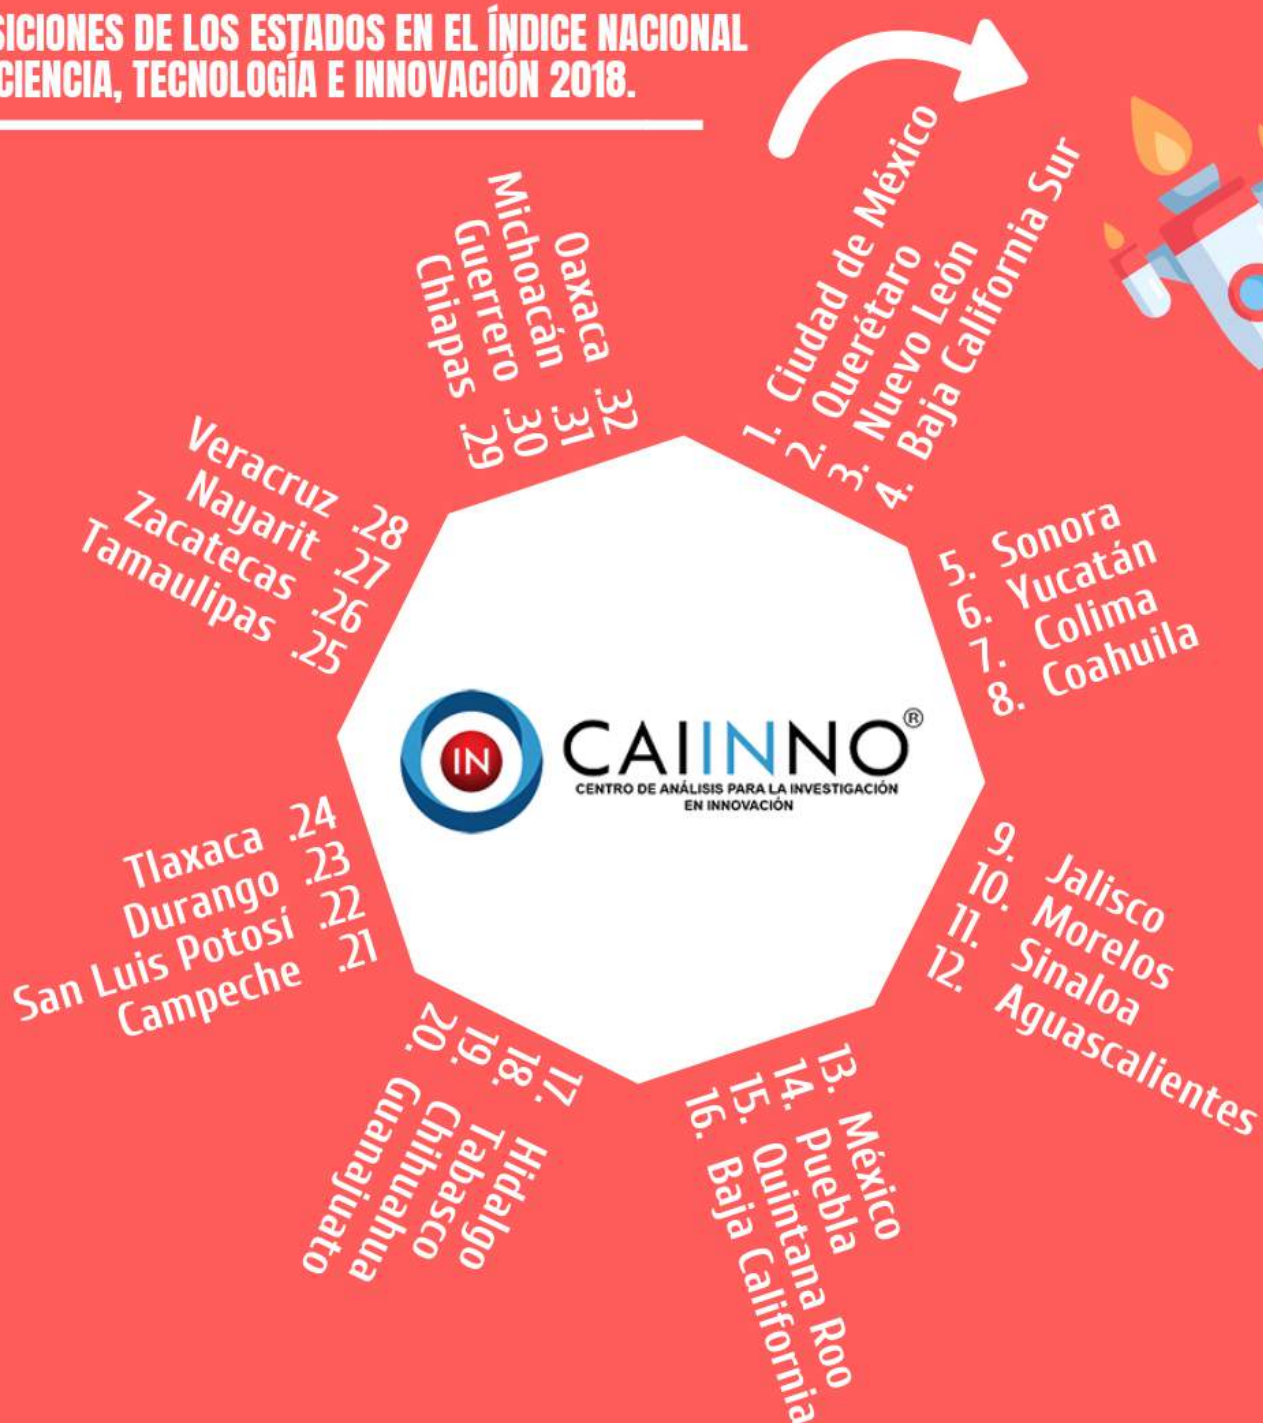 SICIONES DE LOS ESTADOS EN EL ÍNDICE NACIONAL
CIENCIA, TECNOLOGÍA E INNOVACIÓN 2018.
1. Ciudad de México
2. Querétaro
3. Nuevo León
4. Baja California Sur
5. Sonora
6. Yucatán
7. Colima
8. Coahuila
9. Jalisco
10. Morelos
11. Sinaloa
12. Aguascalientes
13. México
14. Puebla
15. Quintana Roo
16. Baja California
17. Hidalgo
18. Tabasco
19. Chihuahua
20. Guanajuato
Campeche .21
San Luis Potosí .22
Durango .23
Tlaxaca .24
Tamaulipas .25
Zacatecas .26
Nayarit .27
Veracruz .28
Chiapas .29
Guerrero .30
Michoacán .31
Oaxaca .32
IN
CAIINNO®
CENTRO DE ANÁLISIS PARA LA INVESTIGACIÓN
EN INNOVACIÓN